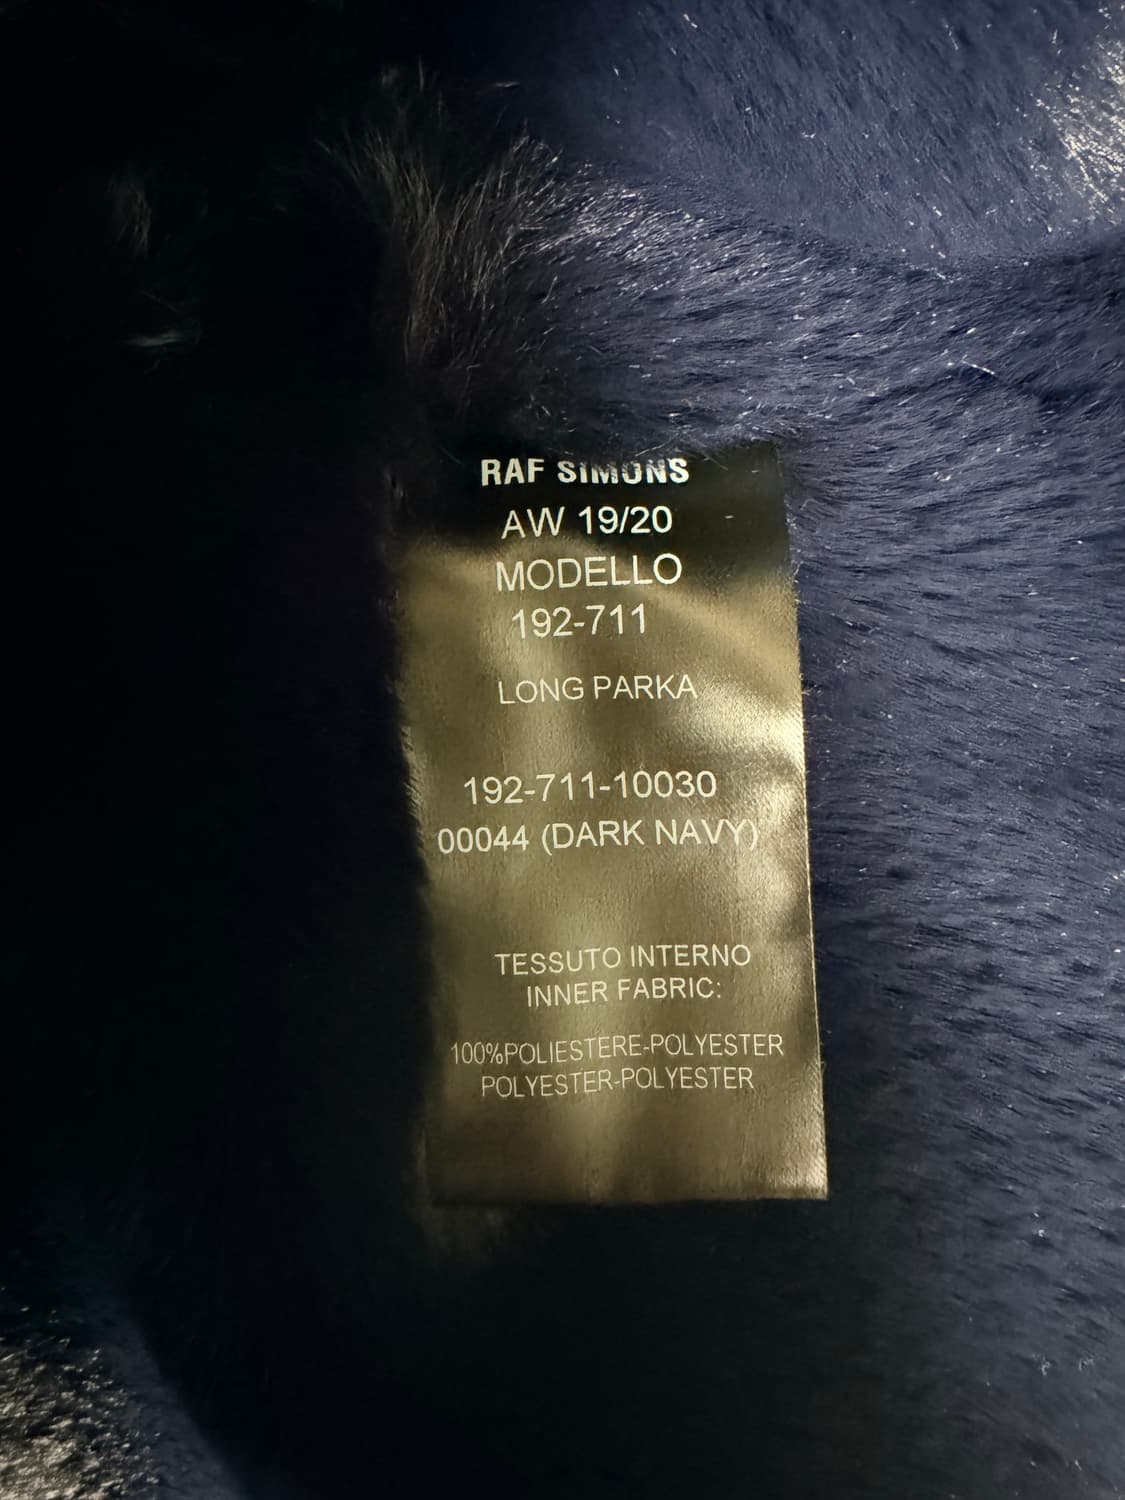 RAF SIMONS
AW 19/20
MODELLO
192-711
LONG PARKA
192-711-10030
00044 (DARK NAVY)
TESSUTO INTERNO
INNER FABRIC:
100%POLIESTERE-POLYESTER
POLYESTER-POLYESTER